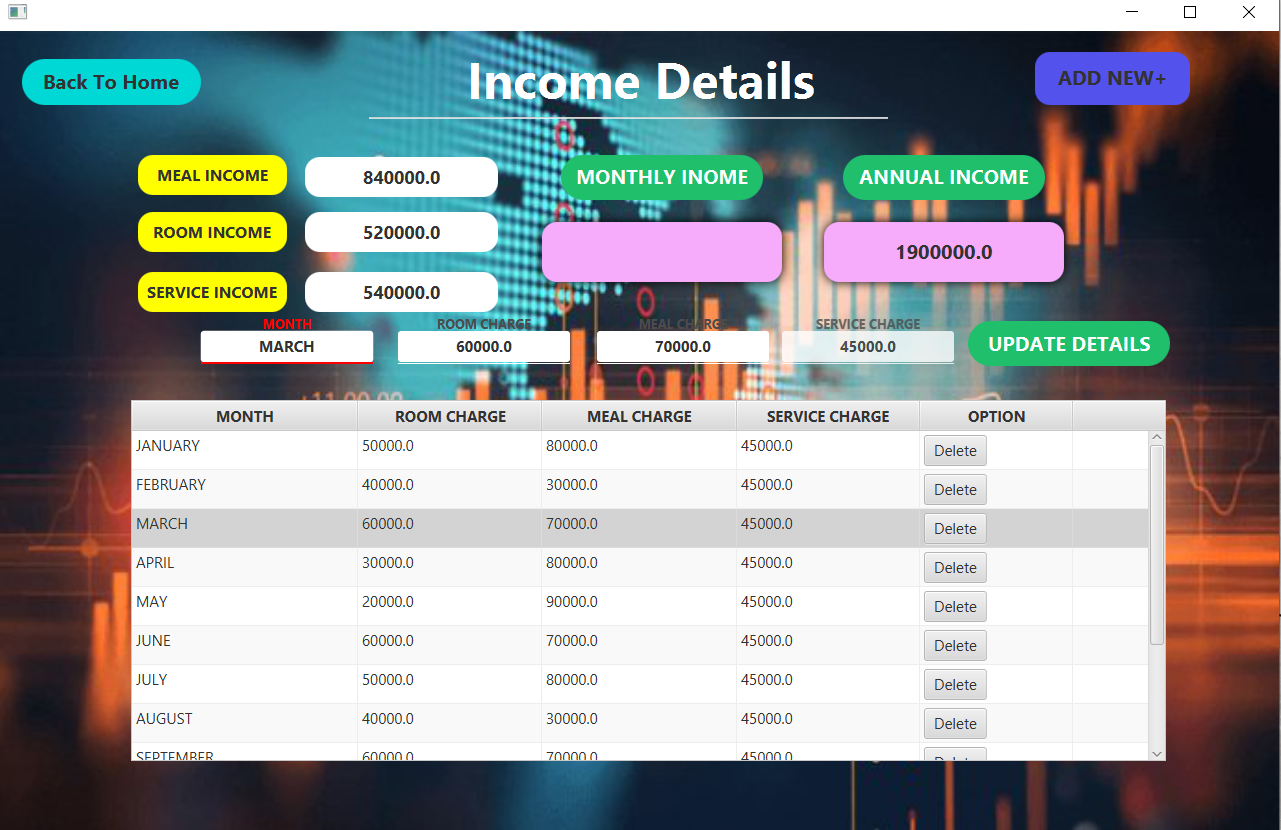 Back To Home
Income Details
ADD NEW+
MEAL INCOME 840000.0 MONTHLY INOME ANNUAL INCOME
ROOM INCOME 520000.0 1900000.0
SERVICE INCOME 540000.0
MONTH ROOM CHARGE MEAL CHARGE SERVICE CHARGE
MARCH 60000.0 70000.0 45000.0 UPDATE DETAILS
MONTH ROOM CHARGE MEAL CHARGE SERVICE CHARGE OPTION
JANUARY 50000.0 80000.0 45000.0 Delete
FEBRUARY 40000.0 30000.0 45000.0 Delete
MARCH 60000.0 70000.0 45000.0 Delete
APRIL 30000.0 80000.0 45000.0 Delete
MAY 20000.0 90000.0 45000.0 Delete
JUNE 60000.0 70000.0 45000.0 Delete
JULY 50000.0 80000.0 45000.0 Delete
AUGUST 40000.0 30000.0 45000.0 Delete
SEPTEMBER 60000.0 70000.0 45000.0